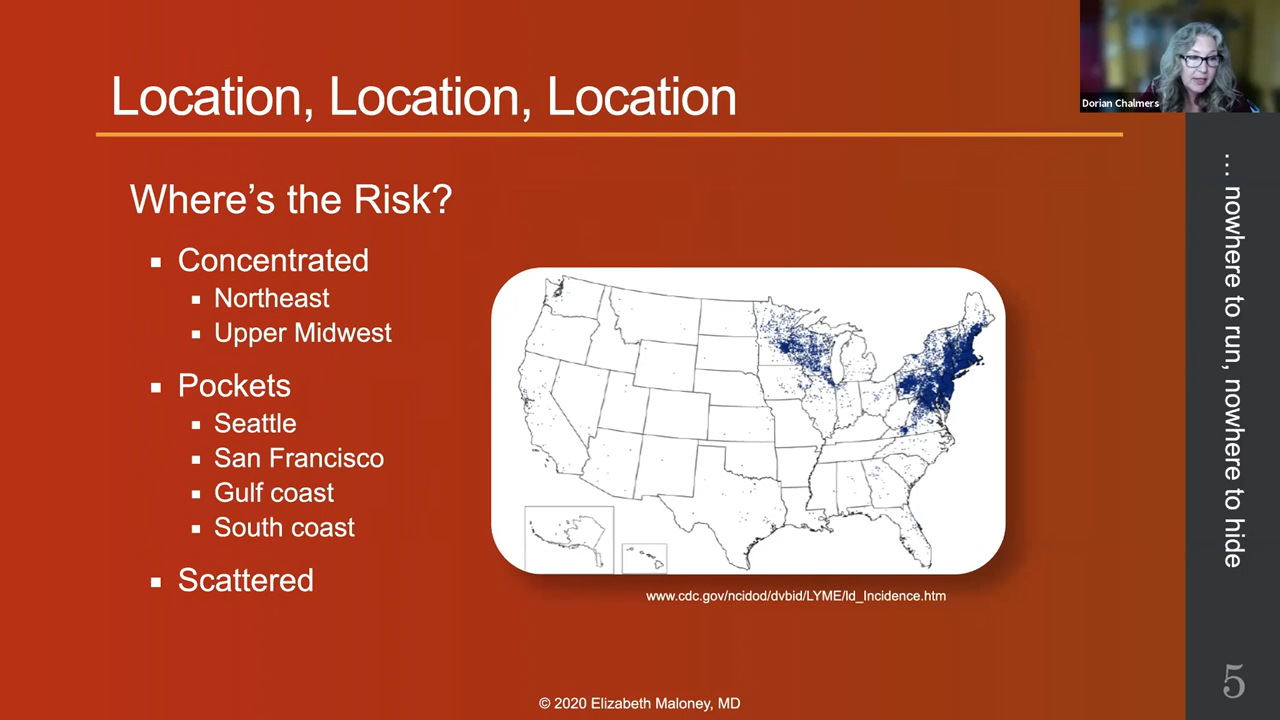 Location, Location, Location
Dorian Chalmers
Where’s the Risk?
Concentrated
Northeast
Upper Midwest
Pockets
Seattle
San Francisco
Gulf coast
South coast
Scattered
www.cdc.gov/ncidod/dvbid/LYME/ld_Incidence.htm
... nowhere to run, nowhere to hide
© 2020 Elizabeth Maloney, MD
5